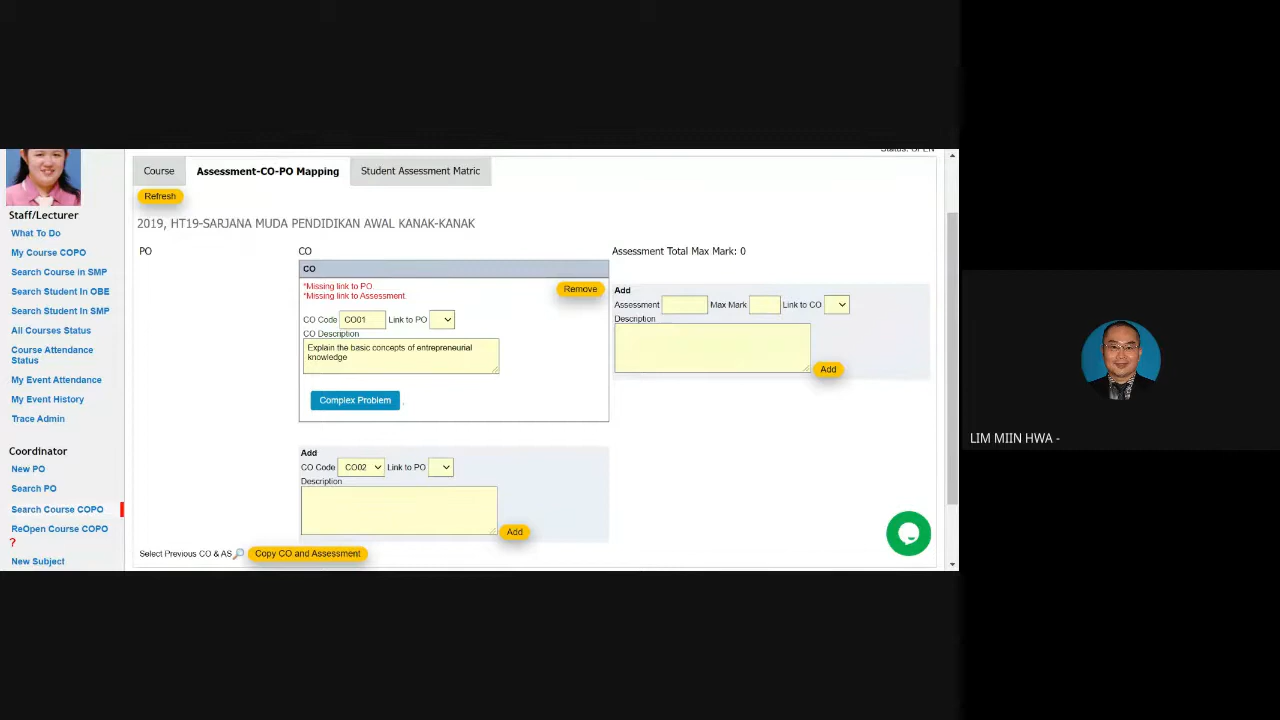 Course
Assessment-CO-PO Mapping
Student Assessment Matric
Refresh
2019, HT19-SARJANA MUDA PENDIDIKAN AWAL KANAK-KANAK
PO
CO
Assessment Total Max Mark: 0
CO
*Missing link to PO.
*Missing link to Assessment.
Remove
CO Code CO01 Link to PO
CO Description
Explain the basic concepts of entrepreneurial
knowledge
Complex Problem
Add
Assessment Max Mark Link to CO
Description
Add
Add
CO Code CO02 Link to PO
Description
Add
Select Previous CO & AS
Copy CO and Assessment
Staff/Lecturer
What To Do
My Course COPO
Search Course in SMP
Search Student In OBE
Search Student In SMP
All Courses Status
Course Attendance
Status
My Event Attendance
My Event History
Trace Admin
Coordinator
New PO
Search PO
Search Course COPO
ReOpen Course COPO
?
New Subject
LIM MIIN HWA -